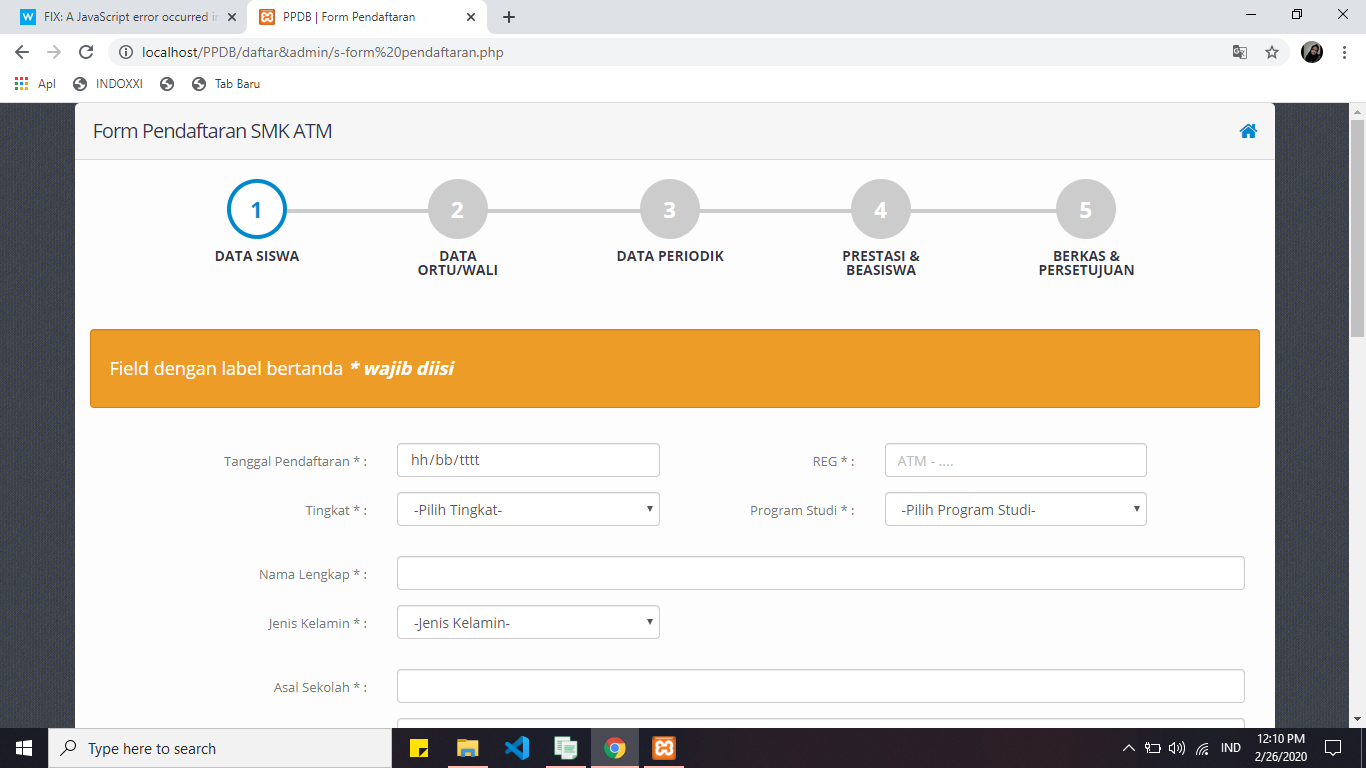 FIX: A JavaScript error occurred i
PPDB | Form Pendaftaran
localhost/PPDB/daftar&admin/s-form%20pendaftaran.php
Apl
INDOXXI
Tab Baru
Form Pendaftaran SMK ATM
1
2
3
4
5
DATA SISWA
DATA ORTU/WALI
DATA PERIODIK
PRESTASI & BEASISWA
BERKAS & PERSETUJUAN
Field dengan label bertanda * wajib diisi
Tanggal Pendaftaran * :
hh/bb/tttt
REG * :
ATM - ....
Tingkat * :
-Pilih Tingkat-
Program Studi * :
-Pilih Program Studi-
Nama Lengkap * :
Jenis Kelamin * :
-Jenis Kelamin-
Asal Sekolah * :
Type here to search
IND
12:10 PM
2/26/2020